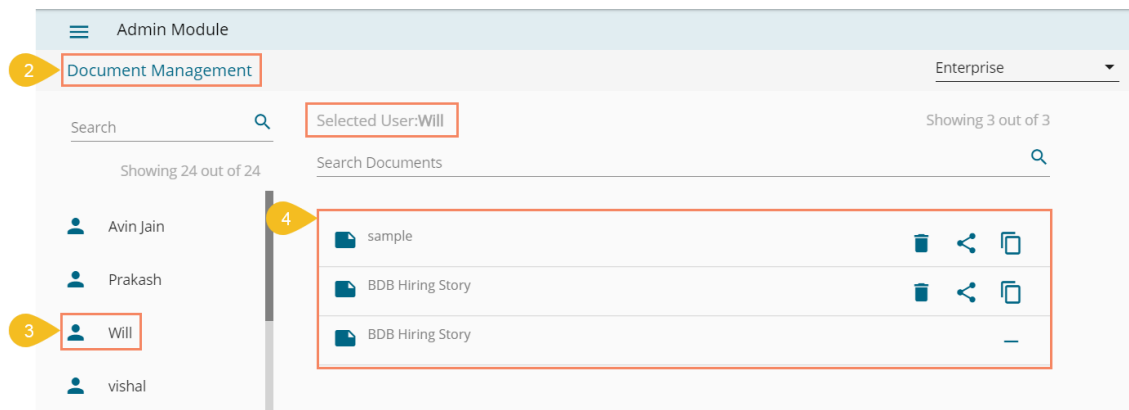 Admin Module
2
Document Management
Enterprise
Search
Showing 24 out of 24
Avin Jain
Prakash
3
Will
vishal
Selected User:Will
Showing 3 out of 3
Search Documents
4
sample
BDB Hiring Story
BDB Hiring Story